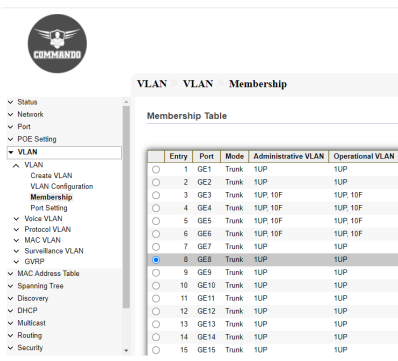 COMMANDO
VLAN VLAN Membership
Status
Network
Port
POE Setting
VLAN
VLAN
Create VLAN
VLAN Configuration
Membership
Port Setting
Voice VLAN
Protocol VLAN
MAC VLAN
Surveillance VLAN
GVRP
MAC Address Table
Spanning Tree
Discovery
DHCP
Multicast
Routing
Security
Membership Table
Entry Port Mode Administrative VLAN Operational VLAN
1 GE1 Trunk 1UP 1UP
2 GE2 Trunk 1UP 1UP
3 GE3 Trunk 1UP, 10F 1UP, 10F
4 GE4 Trunk 1UP, 10F 1UP, 10F
5 GE5 Trunk 1UP, 10F 1UP, 10F
6 GE6 Trunk 1UP, 10F 1UP, 10F
7 GE7 Trunk 1UP 1UP
8 GE8 Trunk 1UP 1UP
9 GE9 Trunk 1UP 1UP
10 GE10 Trunk 1UP 1UP
11 GE11 Trunk 1UP 1UP
12 GE12 Trunk 1UP 1UP
13 GE13 Trunk 1UP 1UP
14 GE14 Trunk 1UP 1UP
15 GE15 Trunk 1UP 1UP